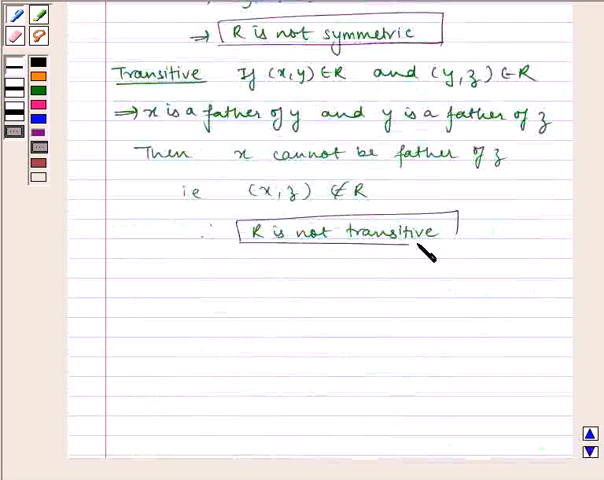 ⇒ R is not symmetric
Transitive If (x,y) ∈ R and (y,z) ∈ R
⇒ x is a father of y and y is a father of z
Then x cannot be father of z
ie (x,z) ∉ R
∴ R is not transitive